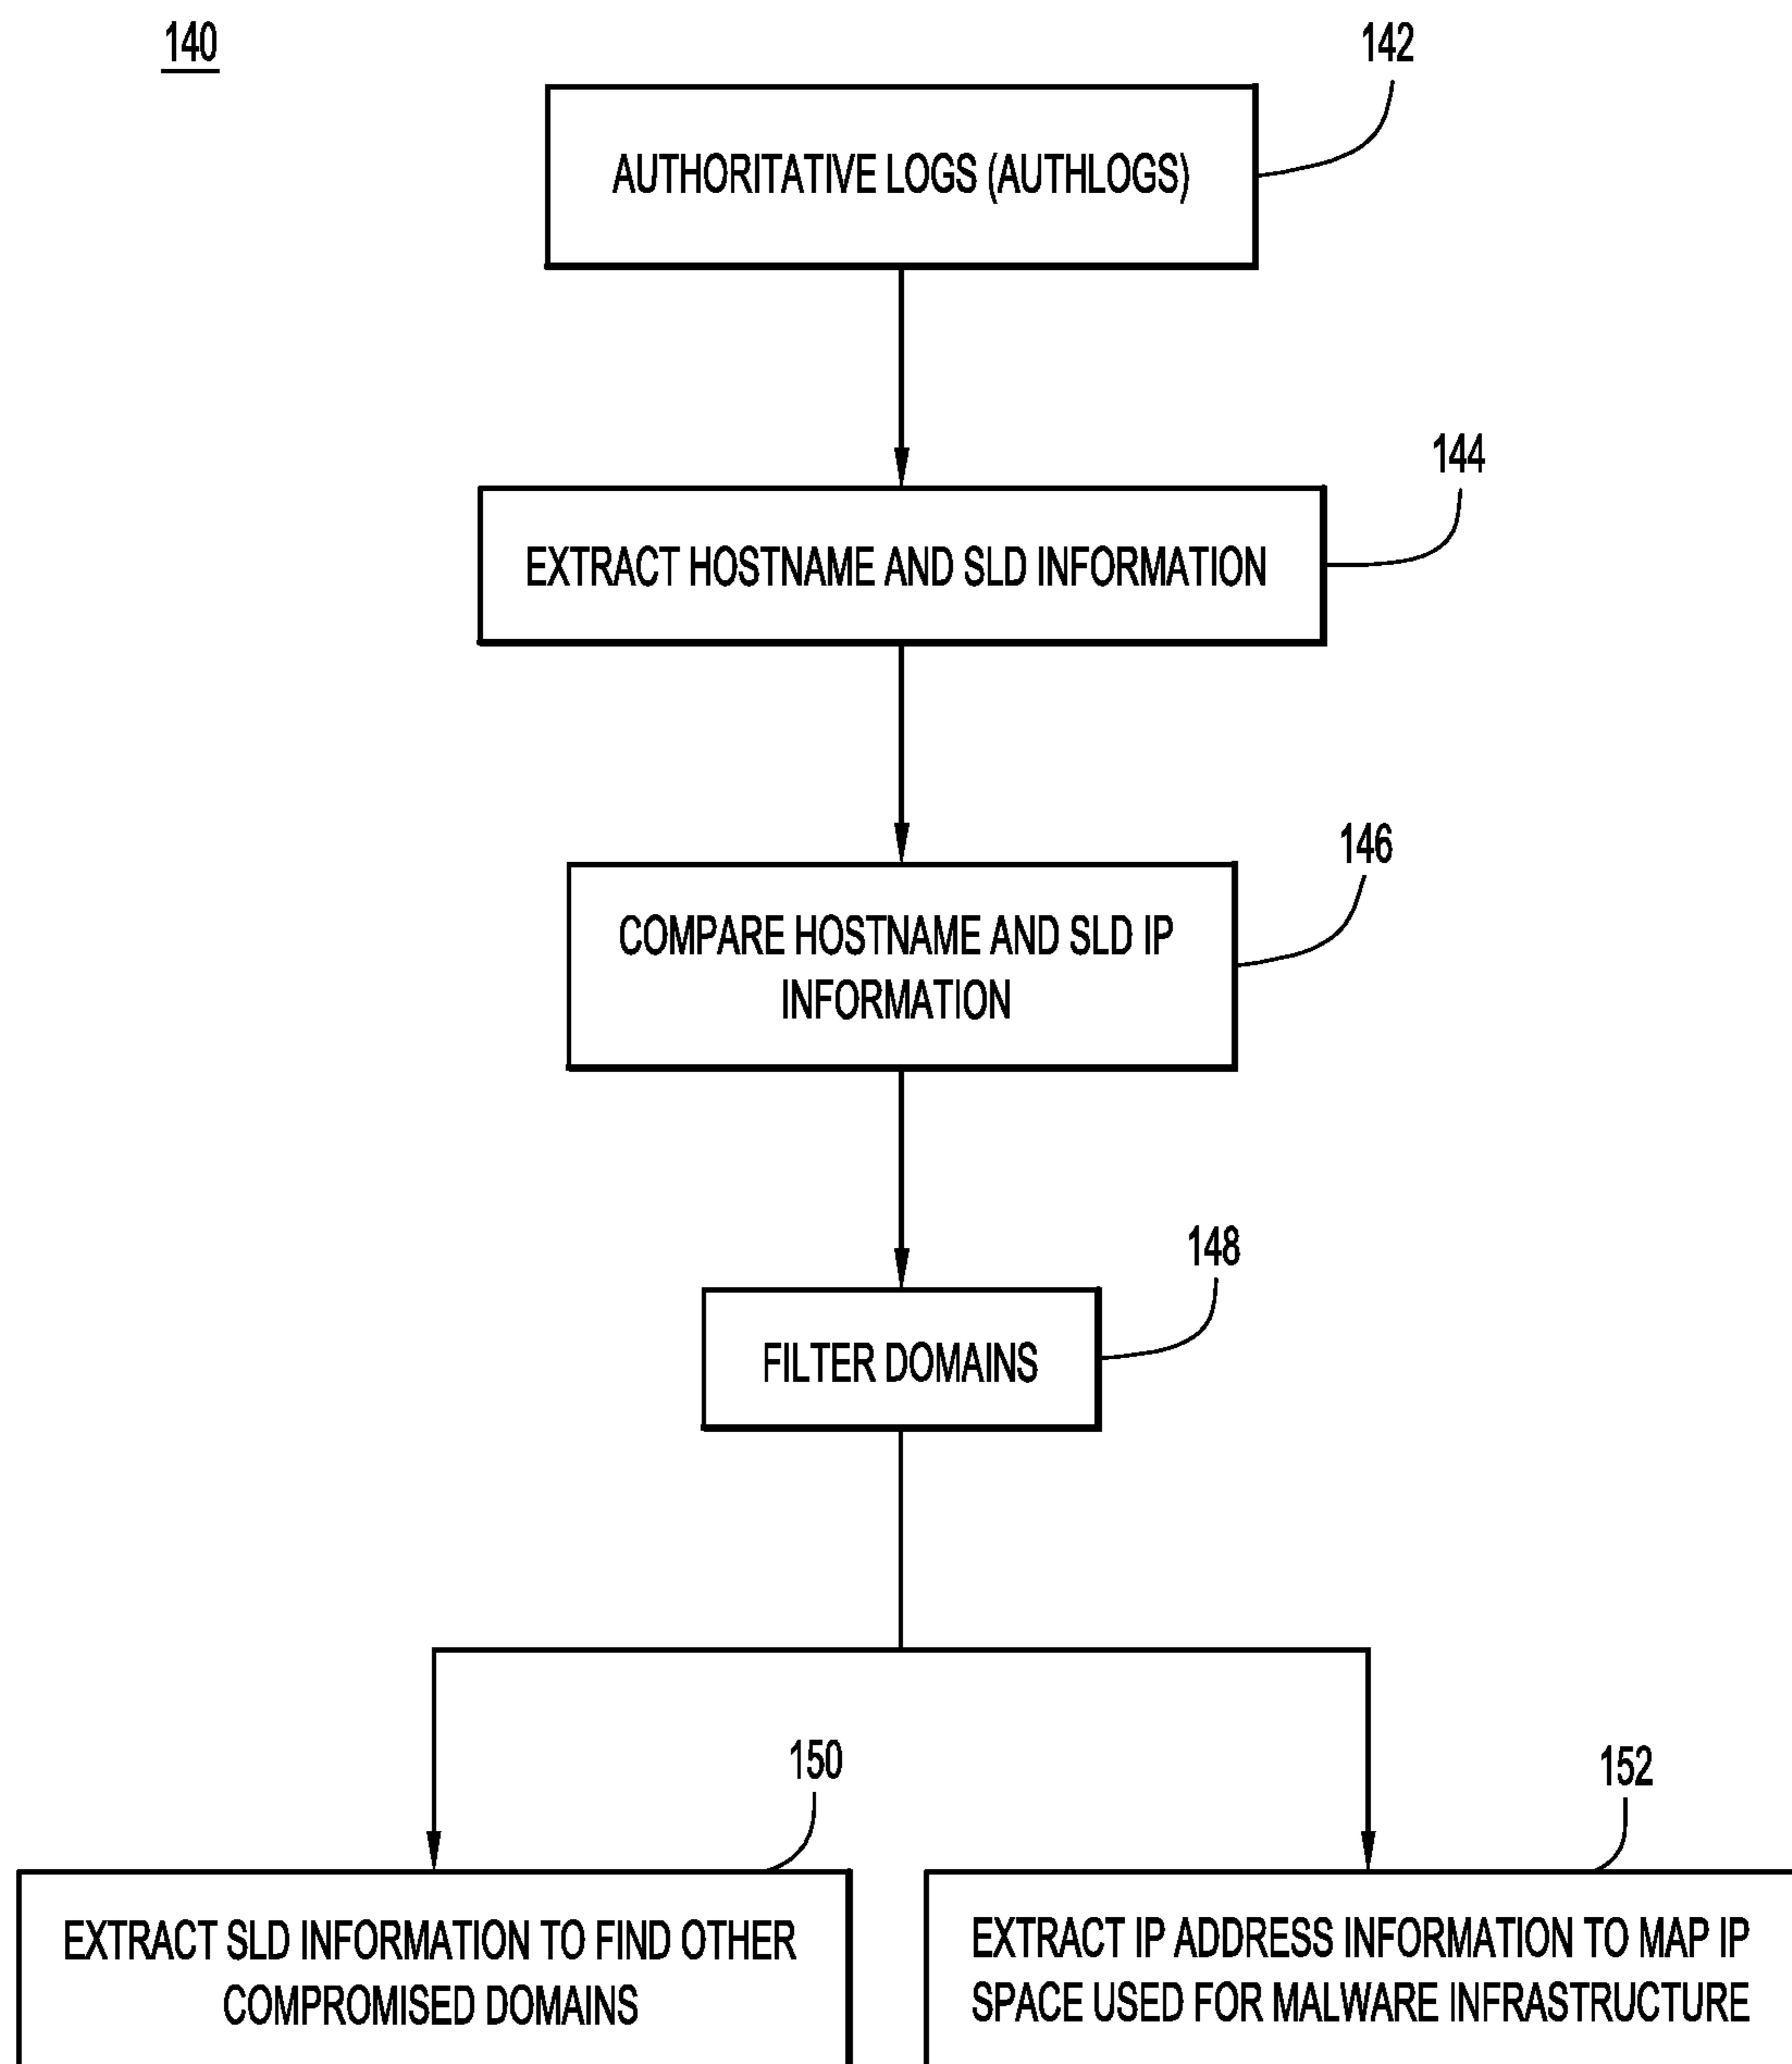 140
142
AUTHORITATIVE LOGS (AUTHLOGS)
144
EXTRACT HOSTNAME AND SLD INFORMATION
146
COMPARE HOSTNAME AND SLD IP
INFORMATION
148
FILTER DOMAINS
150
EXTRACT SLD INFORMATION TO FIND OTHER
COMPROMISED DOMAINS
152
EXTRACT IP ADDRESS INFORMATION TO MAP IP
SPACE USED FOR MALWARE INFRASTRUCTURE